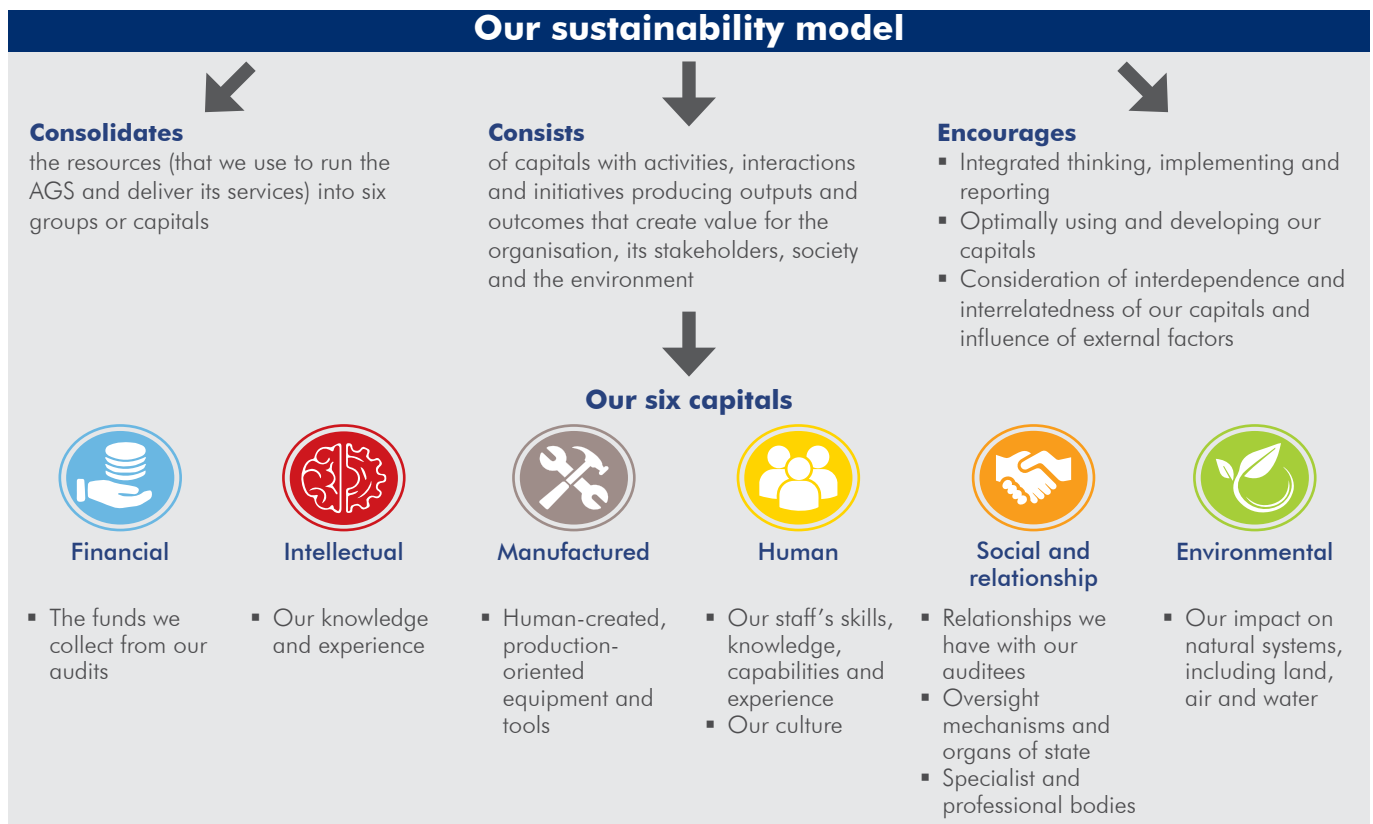 Our sustainability model
Consolidates
the resources (that we use to run the
AGS and deliver its services) into six
groups or capitals
Consists
of capitals with activities, interactions
and initiatives producing outputs and
outcomes that create value for the
organisation, its stakeholders, society
and the environment
Encourages
▪ Integrated thinking, implementing and
reporting
▪ Optimally using and developing our
capitals
▪ Consideration of interdependence and
interrelatedness of our capitals and
influence of external factors
Our six capitals
Financial
▪ The funds we
collect from our
audits
Intellectual
▪ Our knowledge
and experience
Manufactured
▪ Human-created,
production-
oriented
equipment and
tools
Human
▪ Our staff's skills,
knowledge,
capabilities and
experience
▪ Our culture
Social and
relationship
▪ Relationships we
have with our
auditees
▪ Oversight
mechanisms and
organs of state
▪ Specialist and
professional bodies
Environmental
▪ Our impact on
natural systems,
including land,
air and water